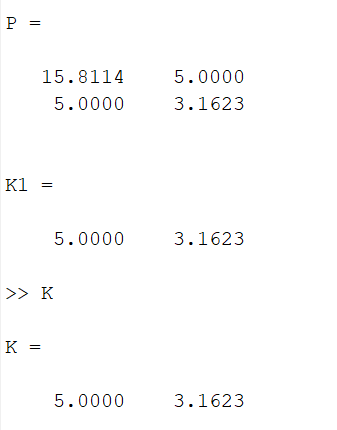 P =
15.8114 5.0000
5.0000 3.1623
K1 =
5.0000 3.1623
>> K
K =
5.0000 3.1623